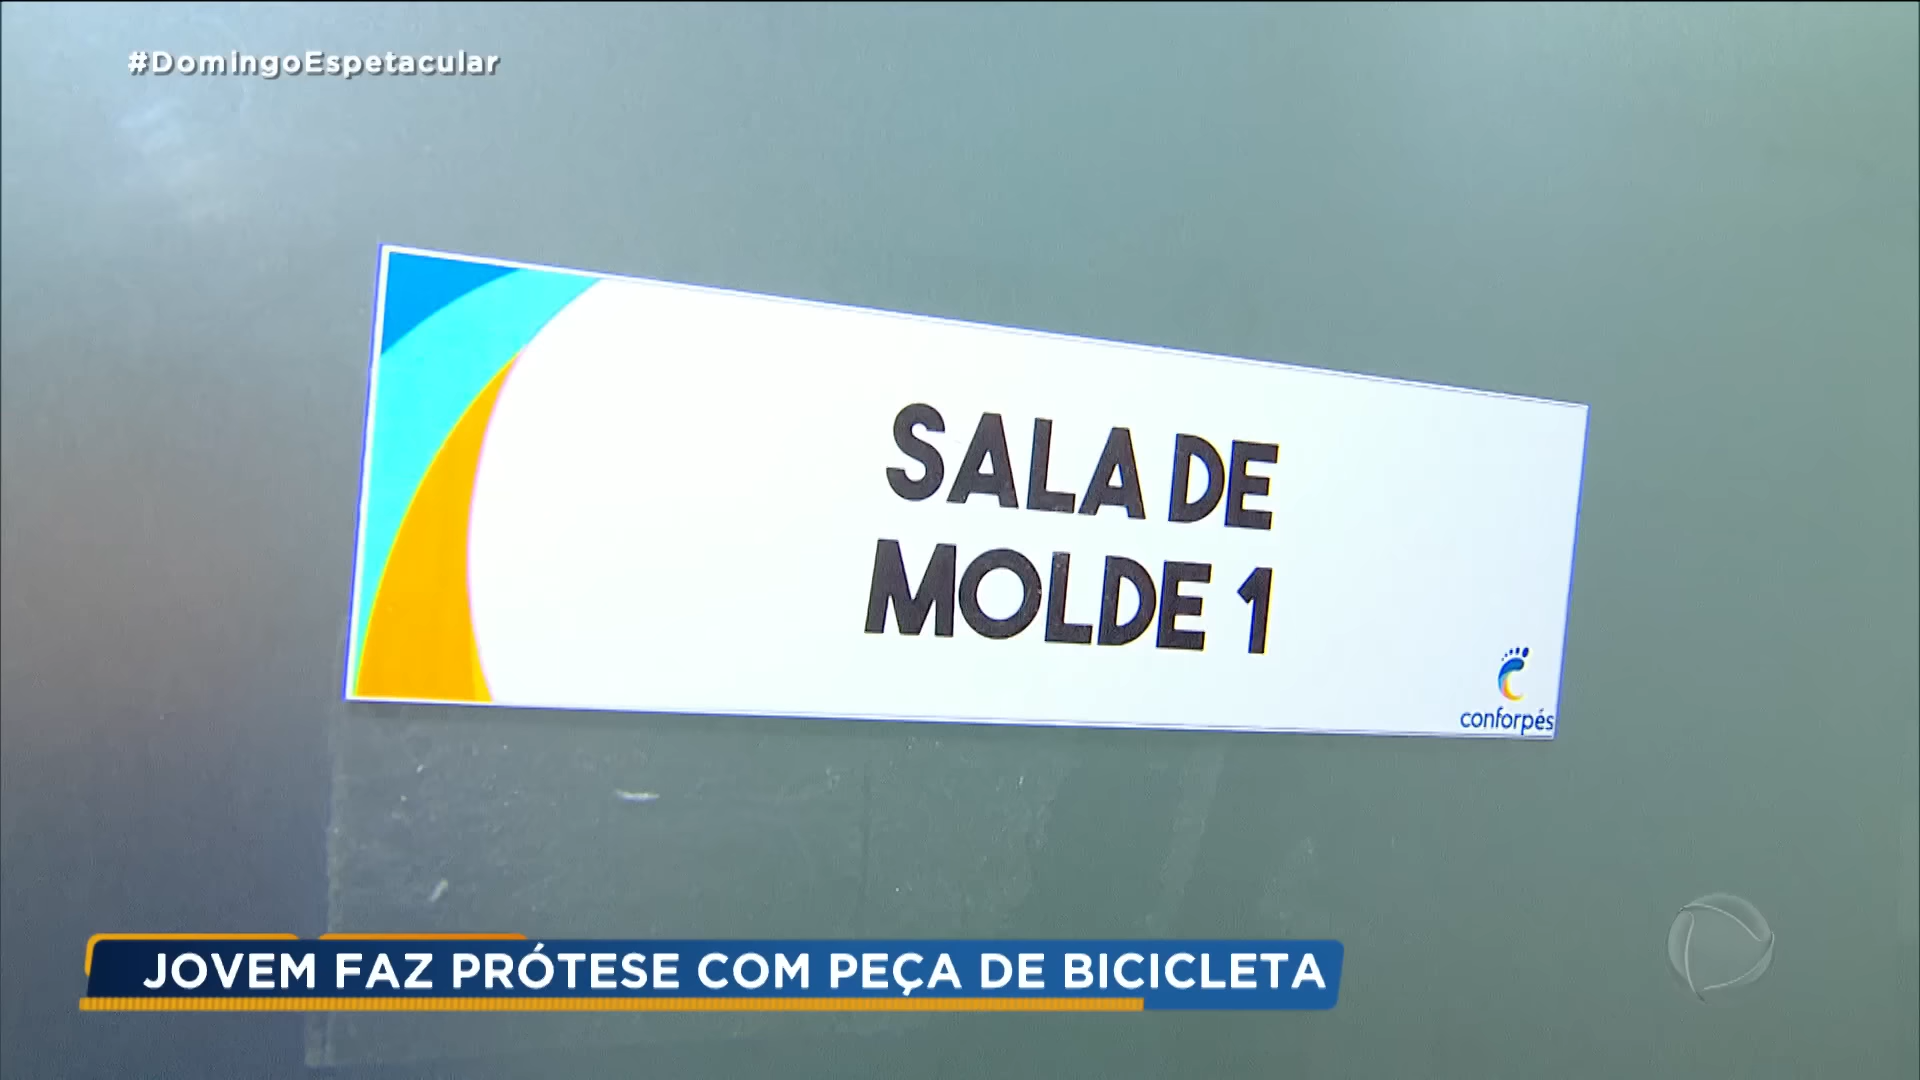 #DomingoEspetacular
SALA DE
MOLDE 1
conforpés
JOVEM FAZ PRÓTESE COM PEÇA DE BICICLETA